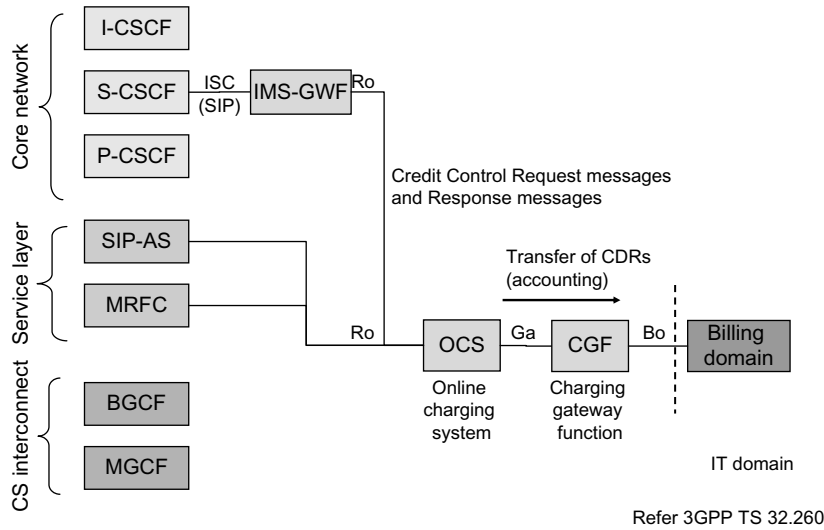 Core network
I-CSCF
S-CSCF
ISC
(SIP)
IMS-GWF
Ro
P-CSCF
Credit Control Request messages
and Response messages
Service layer
SIP-AS
MRFC
Transfer of CDRs
(accounting)
Ro
OCS
Ga
CGF
Bo
Billing
domain
Online
charging
system
Charging
gateway
function
CS interconnect
BGCF
MGCF
IT domain
Refer 3GPP TS 32.260